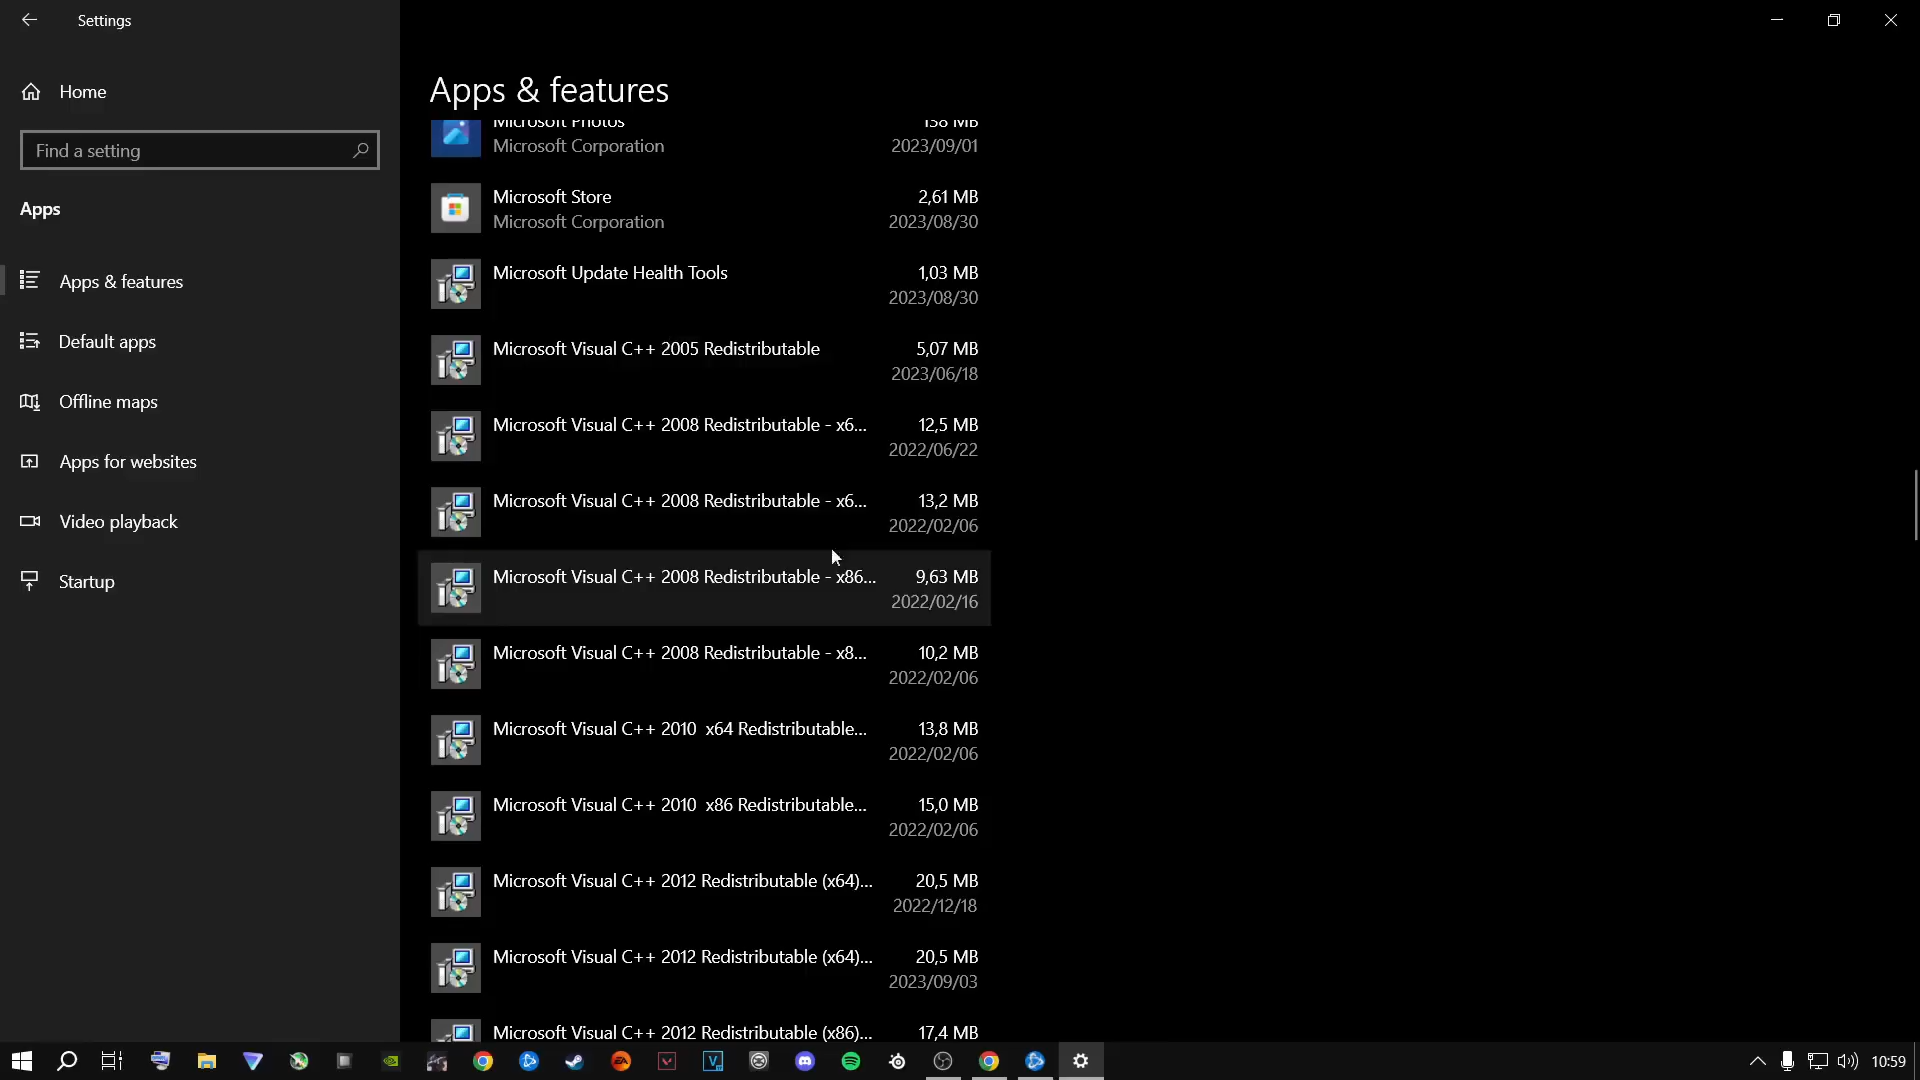 Settings
Home
Find a setting
Apps
Apps & features
Default apps
Offline maps
Apps for websites
Video playback
Startup
Apps & features
Microsoft Photos 138 MB
Microsoft Corporation 2023/09/01
Microsoft Store 2,61 MB
Microsoft Corporation 2023/08/30
Microsoft Update Health Tools 1,03 MB
2023/08/30
Microsoft Visual C++ 2005 Redistributable 5,07 MB
2023/06/18
Microsoft Visual C++ 2008 Redistributable - x6... 12,5 MB
2022/06/22
Microsoft Visual C++ 2008 Redistributable - x6... 13,2 MB
2022/02/06
Microsoft Visual C++ 2008 Redistributable - x86... 9,63 MB
2022/02/16
Microsoft Visual C++ 2008 Redistributable - x8... 10,2 MB
2022/02/06
Microsoft Visual C++ 2010  x64 Redistributable... 13,8 MB
2022/02/06
Microsoft Visual C++ 2010  x86 Redistributable... 15,0 MB
2022/02/06
Microsoft Visual C++ 2012 Redistributable (x64)... 20,5 MB
2022/12/18
Microsoft Visual C++ 2012 Redistributable (x64)... 20,5 MB
2023/09/03
Microsoft Visual C++ 2012 Redistributable (x86)... 17,4 MB
10:59